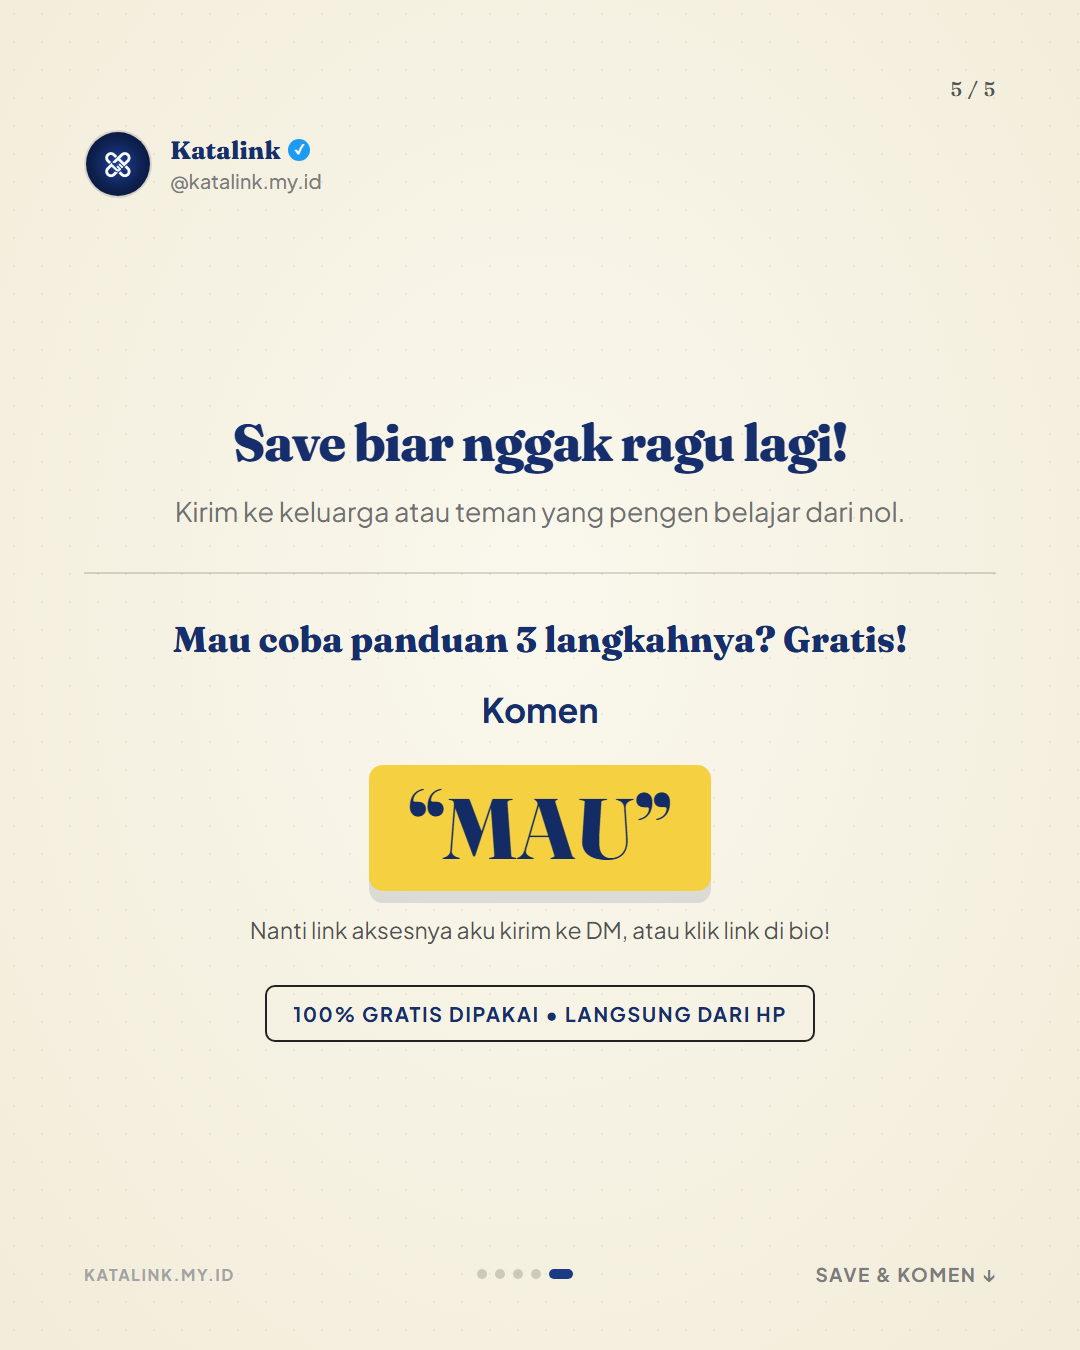 5 / 5
Katalink
@katalink.my.id
Save biar nggak ragu lagi!
Kirim ke keluarga atau teman yang pengen belajar dari nol.
Mau coba panduan 3 langkahnya? Gratis!
Komen
“MAU”
Nanti link aksesnya aku kirim ke DM, atau klik link di bio!
100% GRATIS DIPAKAI • LANGSUNG DARI HP
KATALINK.MY.ID
SAVE & KOMEN ↓